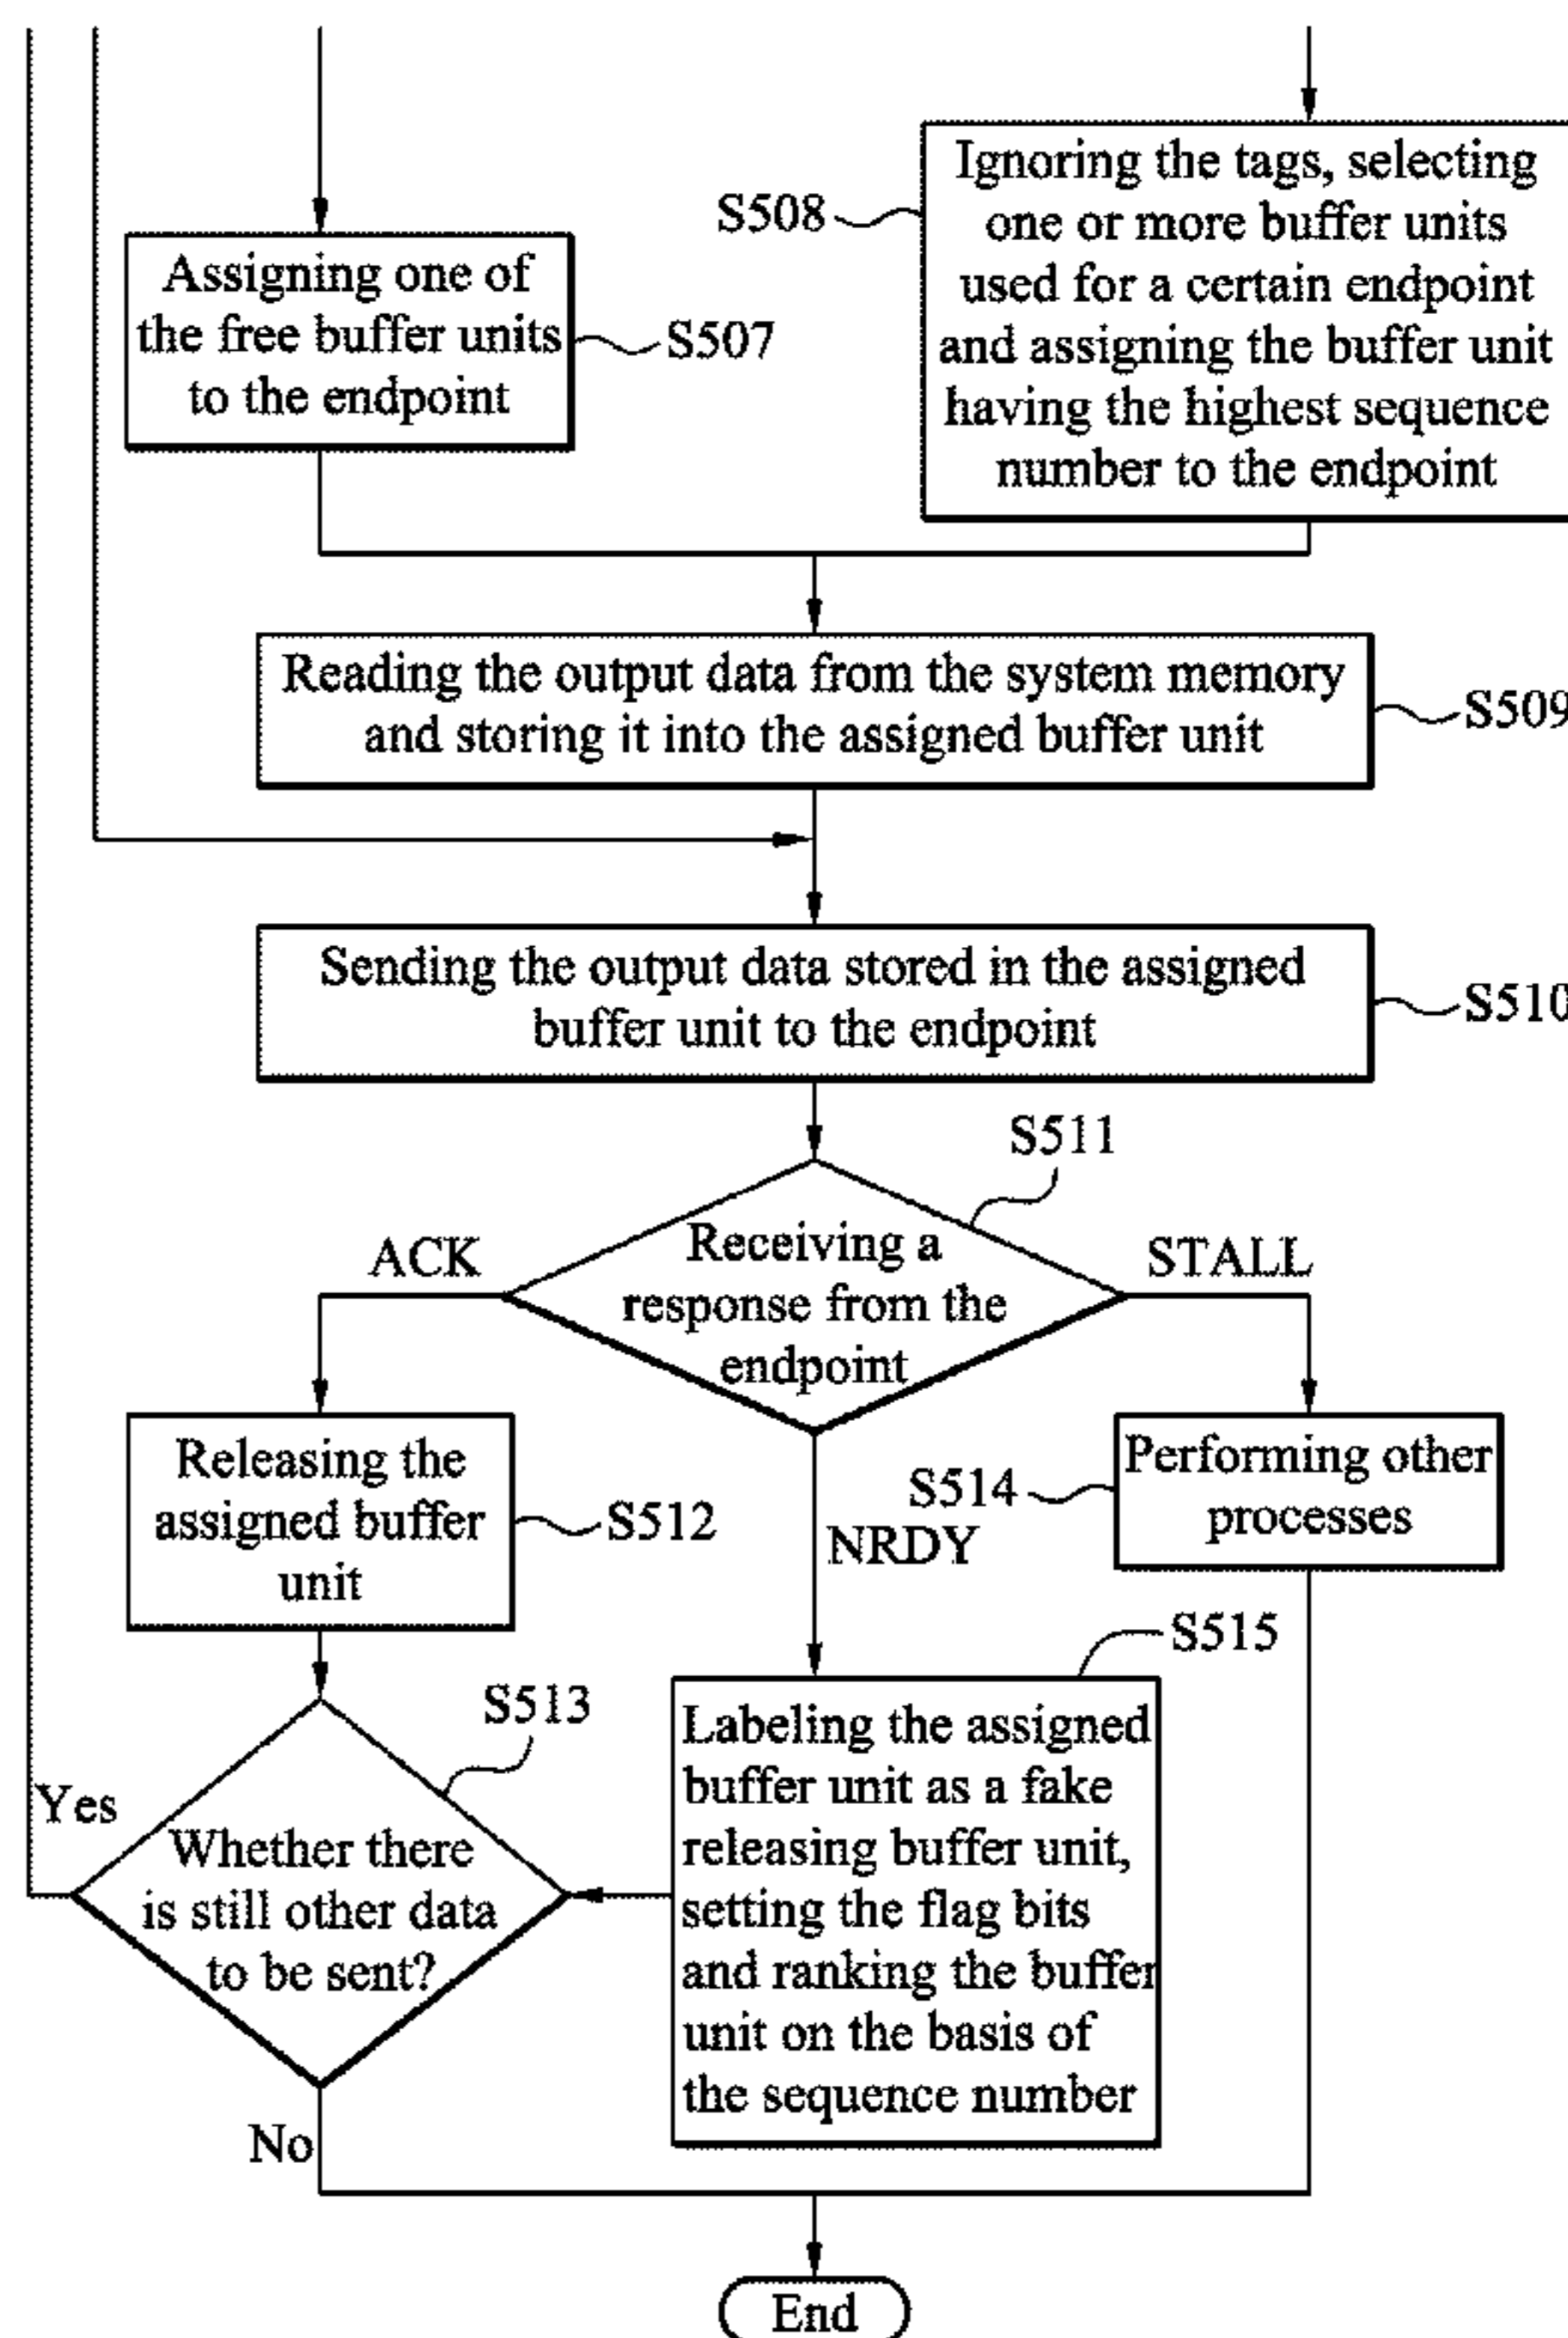 Ignoring the tags, selecting
one or more buffer units
used for a certain endpoint
and assigning the buffer unit
having the highest sequence
number to the endpoint
S508
Assigning one of
the free buffer units
to the endpoint
S507
Reading the output data from the system memory
and storing it into the assigned buffer unit
S509
Sending the output data stored in the assigned
buffer unit to the endpoint
S510
S511
Receiving a
response from the
endpoint
ACK
STALL
NRDY
Releasing the
assigned buffer
unit
S512
S514
Performing other
processes
S513
Whether there
is still other data
to be sent?
Yes
No
S515
Labeling the assigned
buffer unit as a fake
releasing buffer unit,
setting the flag bits
and ranking the buffer
unit on the basis of
the sequence number
End